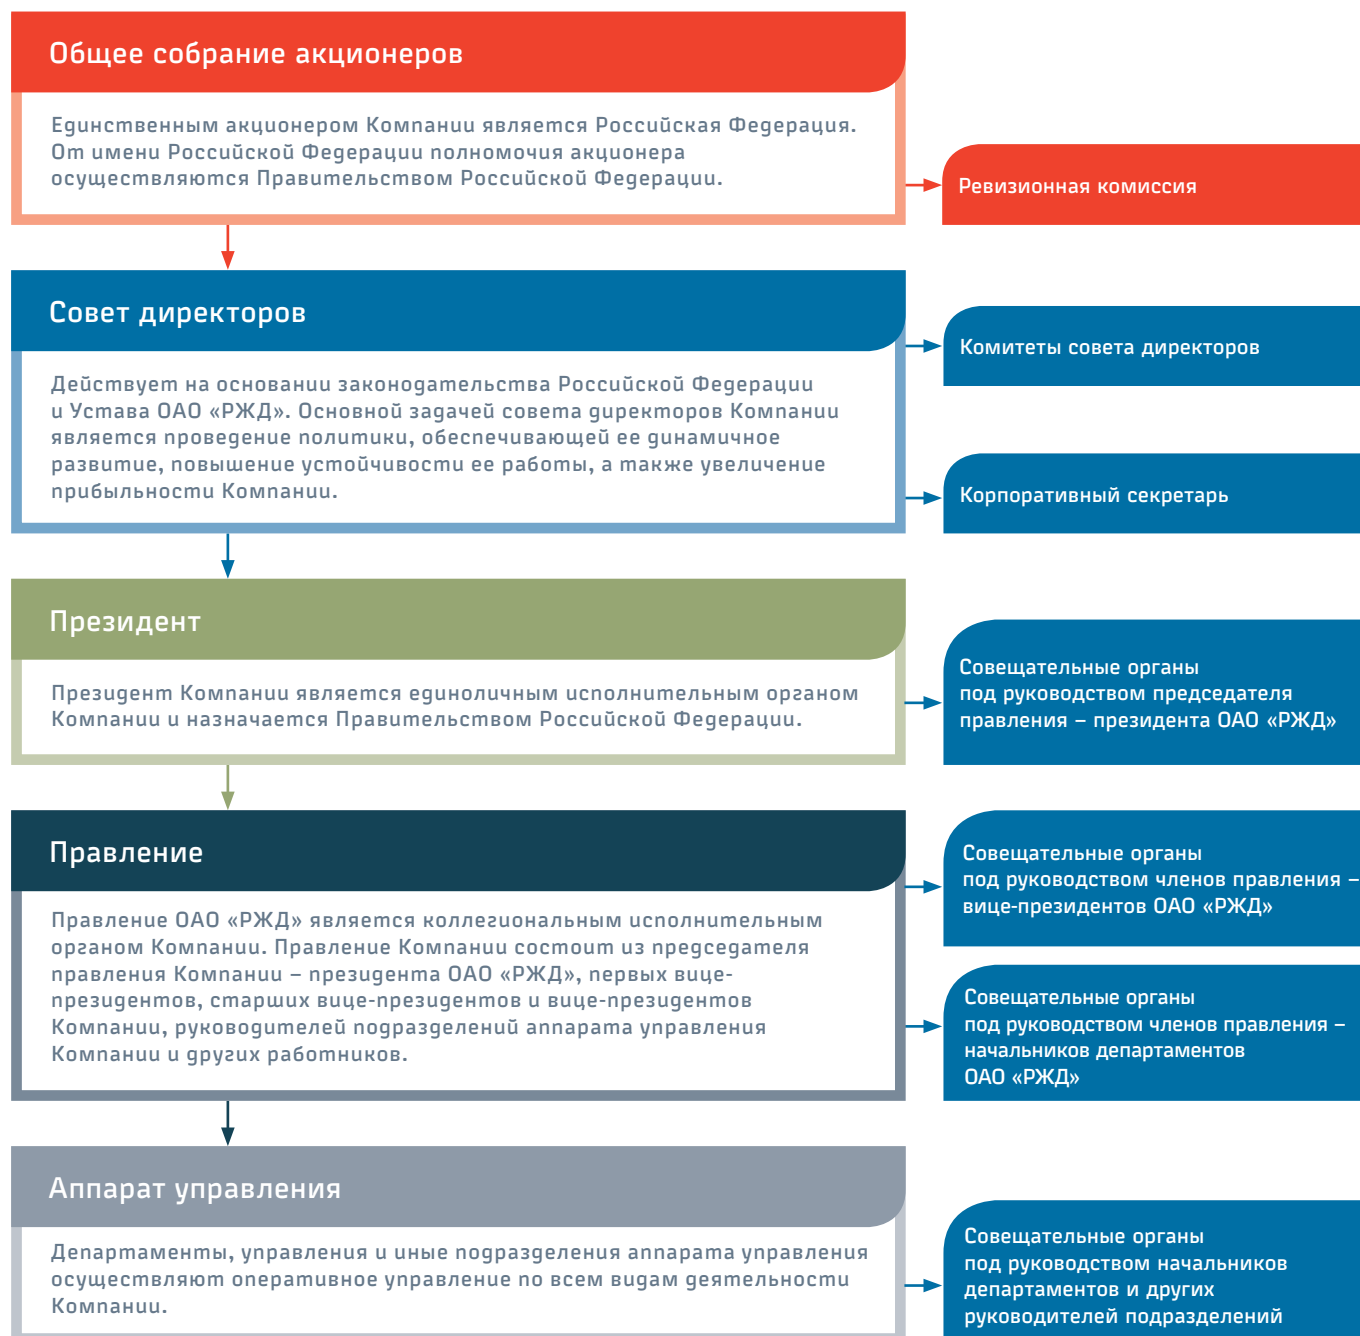 Общее собрание акционеров
Единственным акционером Компании является Российская Федерация.
От имени Российской Федерации полномочия акционера
осуществляются Правительством Российской Федерации.
Ревизионная комиссия
Совет директоров
Действует на основании законодательства Российской Федерации
и Устава ОАО «РЖД». Основной задачей совета директоров Компании
является проведение политики, обеспечивающей ее динамичное
развитие, повышение устойчивости ее работы, а также увеличение
прибыльности Компании.
Комитеты совета директоров
Корпоративный секретарь
Президент
Президент Компании является единоличным исполнительным органом
Компании и назначается Правительством Российской Федерации.
Совещательные органы
под руководством председателя
правления – президента ОАО «РЖД»
Правление
Правление ОАО «РЖД» является коллегиальным исполнительным
органом Компании. Правление Компании состоит из председателя
правления Компании – президента ОАО «РЖД», первых вице-
президентов, старших вице-президентов и вице-президентов
Компании, руководителей подразделений аппарата управления
Компании и других работников.
Совещательные органы
под руководством членов правления –
вице-президентов ОАО «РЖД»
Совещательные органы
под руководством членов правления –
начальников департаментов
ОАО «РЖД»
Аппарат управления
Департаменты, управления и иные подразделения аппарата управления
осуществляют оперативное управление по всем видам деятельности
Компании.
Совещательные органы
под руководством начальников
департаментов и других
руководителей подразделений